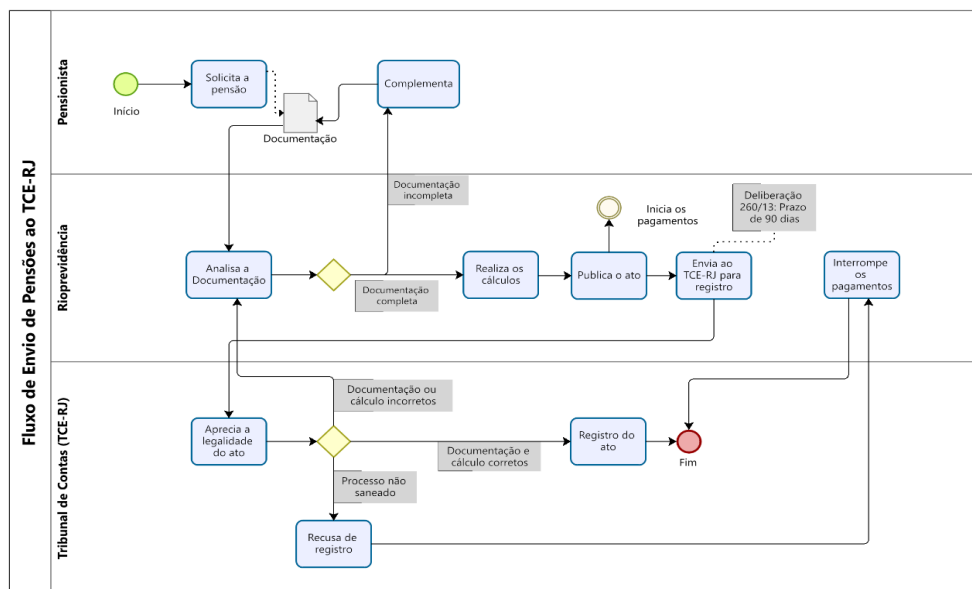 Fluxo de Envio de Pensões ao TCE-RJ
Pensionista
Início
Solicita a
pensão
Documentação
Complementa
Rioprevidência
Documentação
incompleta
Analisa a
Documentação
Documentação
completa
Realiza os
cálculos
Inicia os
pagamentos
Publica o ato
Deliberação
260/13: Prazo
de 90 dias
Envia ao
TCE-RJ para
registro
Interrompe
os
pagamentos
Tribunal de Contas (TCE-RJ)
Documentação ou
cálculo incorretos
Aprecia a
legalidade
do ato
Documentação e
cálculo corretos
Registro do
ato
Fim
Processo não
saneado
Recusa de
registro